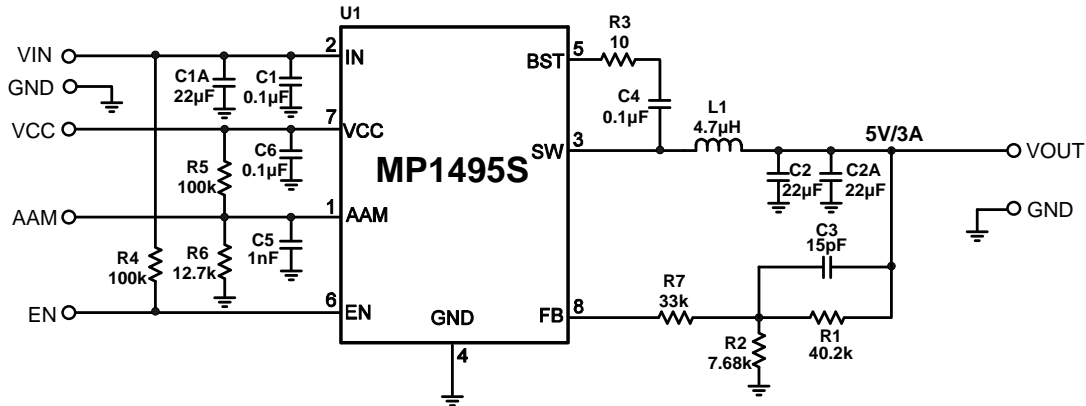 U1
VIN
2
IN
GND
C1A
22µF
C1
0.1µF
VCC
7
VCC
R5
100k
C6
0.1µF
AAM
1
AAM
R4
100k
R6
12.7k
C5
1nF
EN
6
EN
MP1495S
GND
4
BST
5
R3
10
C4
0.1µF
SW
3
L1
4.7µH
5V/3A
VOUT
C2
22µF
C2A
22µF
GND
C3
15pF
FB
8
R7
33k
R2
7.68k
R1
40.2k